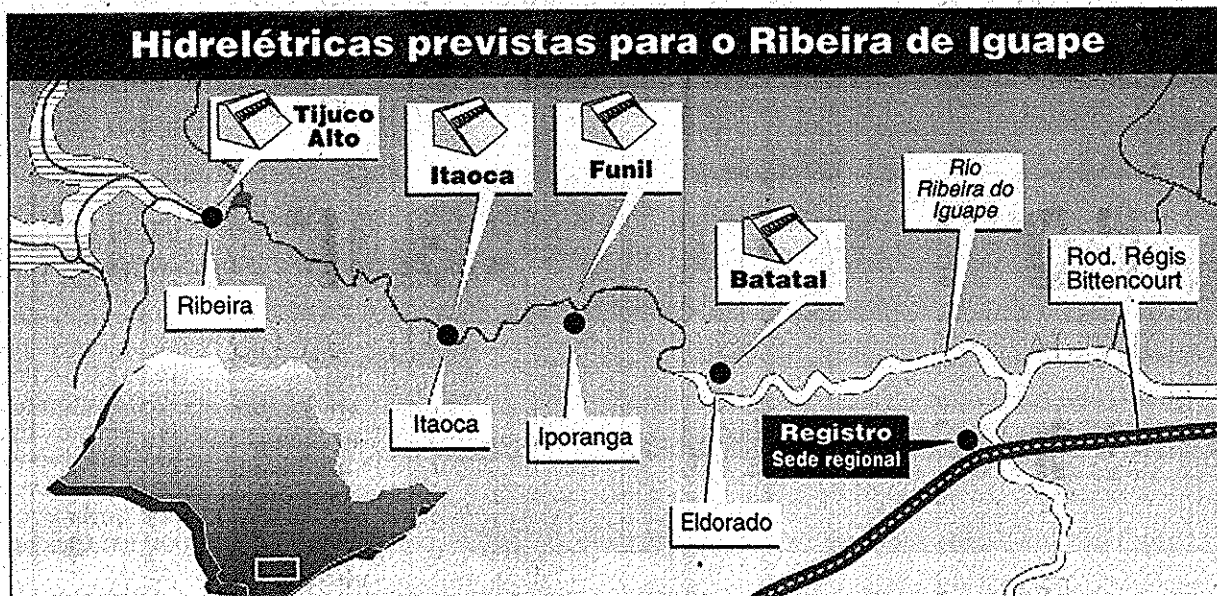 Hidrelétricas previstas para o Ribeira de Iguape
Tijuco
Alto
Itaoca
Funil
Rio
Ribeira do
Iguape
Batatal
Rod. Régis
Bittencourt
Ribeira
Itaoca
Iporanga
Registro
Sede regional
Eldorado